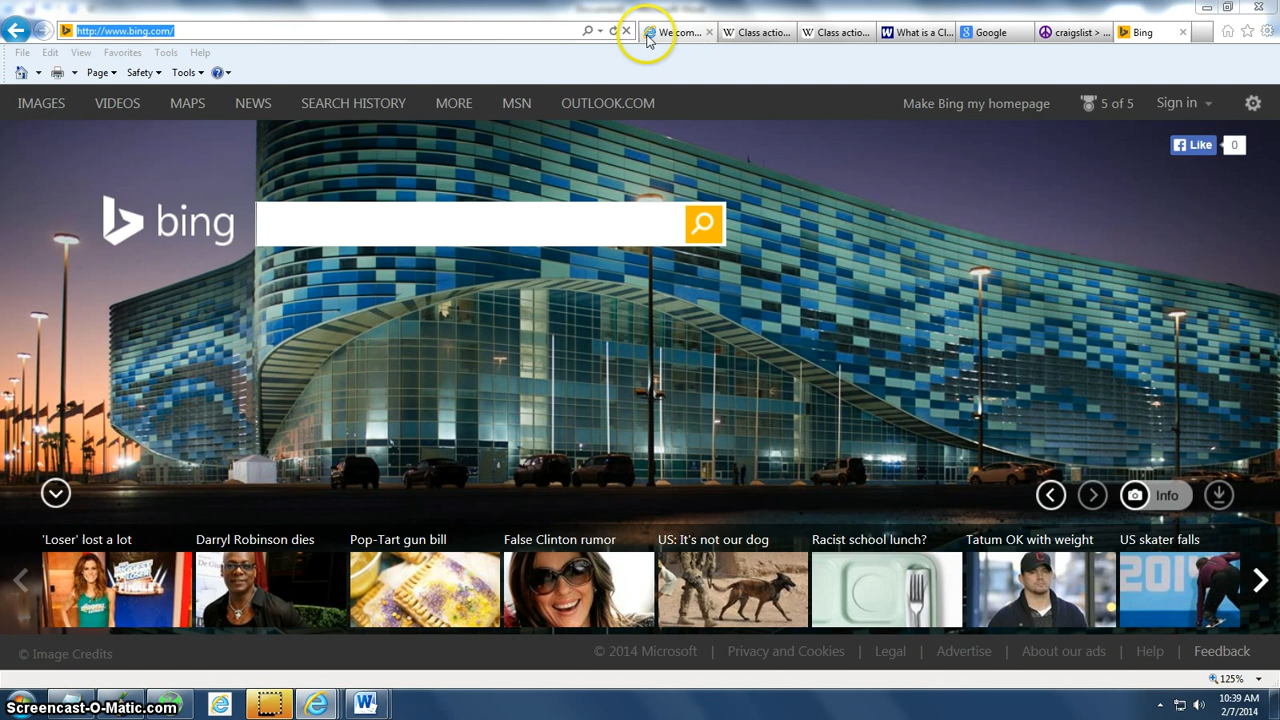 http://www.bing.com/
Welcom...
Class actio...
Class actio...
What is a Cl...
Google
craigslist > ...
Bing
File Edit View Favorites Tools Help
Page Safety Tools
IMAGES VIDEOS MAPS NEWS SEARCH HISTORY MORE MSN OUTLOOK.COM Make Bing my homepage 5 of 5 Sign in
Like 0
bing
Info
'Loser' lost a lot
Darryl Robinson dies
Pop-Tart gun bill
False Clinton rumor
US: It's not our dog
Racist school lunch?
Tatum OK with weight
US skater falls
© Image Credits
© 2014 Microsoft | Privacy and Cookies | Legal | Advertise | About our ads | Help | Feedback
125%
Screencast-O-Matic.com
10:39 AM
2/7/2014